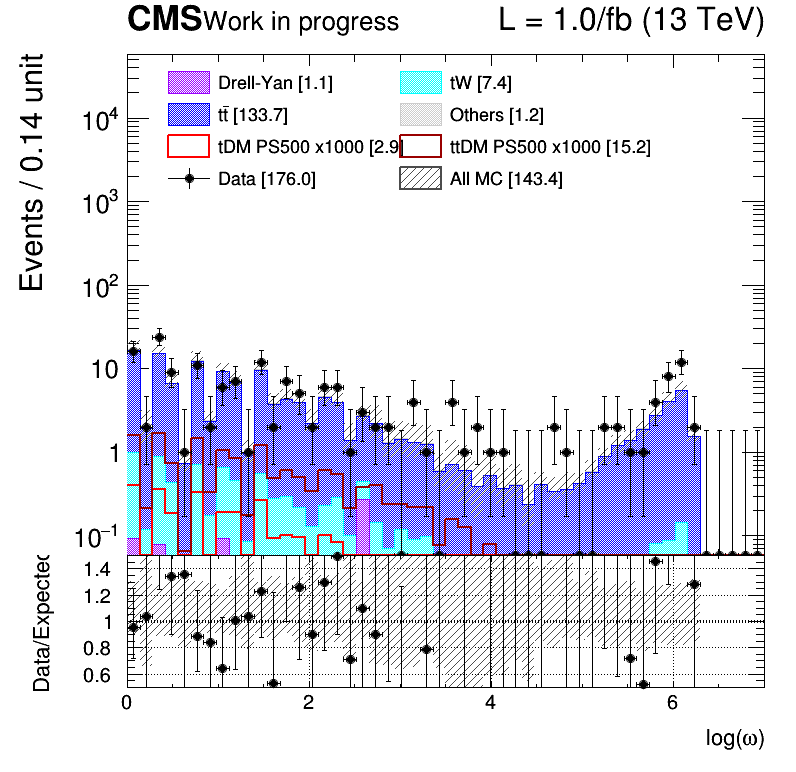 CMS Work in progress L = 1.0/fb (13 TeV)
Events / 0.14 unit
Drell-Yan [1.1] tW [7.4]
tt̄ [133.7] Others [1.2]
tDM PS500 x1000 [2.9] ttDM PS500 x1000 [15.2]
Data [176.0] All MC [143.4]
10⁴
10³
10²
10
1
10⁻¹
Data/Expected
1.4
1.2
1
0.8
0.6
0 2 4 6
log(ω)